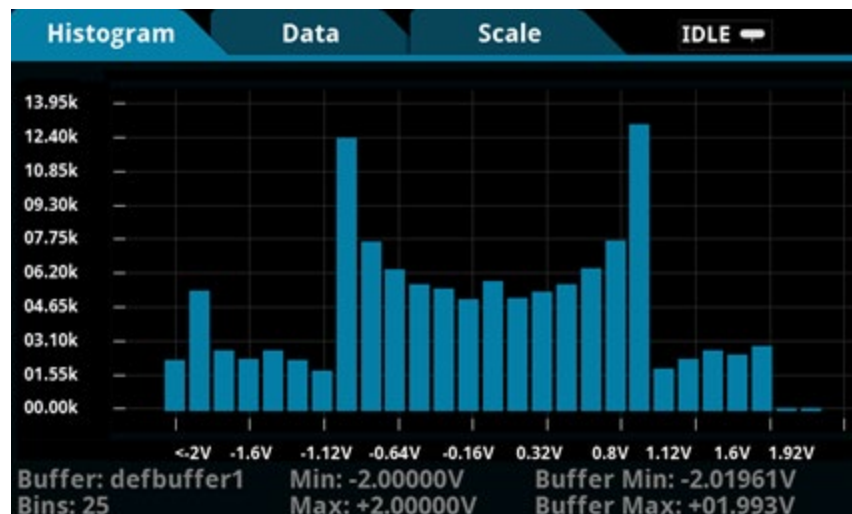 Histogram Data Scale IDLE
13.95k
12.40k
10.85k
09.30k
07.75k
06.20k
04.65k
03.10k
01.55k
00.00k
<-2V -1.6V -1.12V -0.64V -0.16V 0.32V 0.8V 1.12V 1.6V 1.92V
Buffer: defbuffer1 Min: -2.00000V Buffer Min: -2.01961V
Bins: 25 Max: +2.00000V Buffer Max: +01.993V